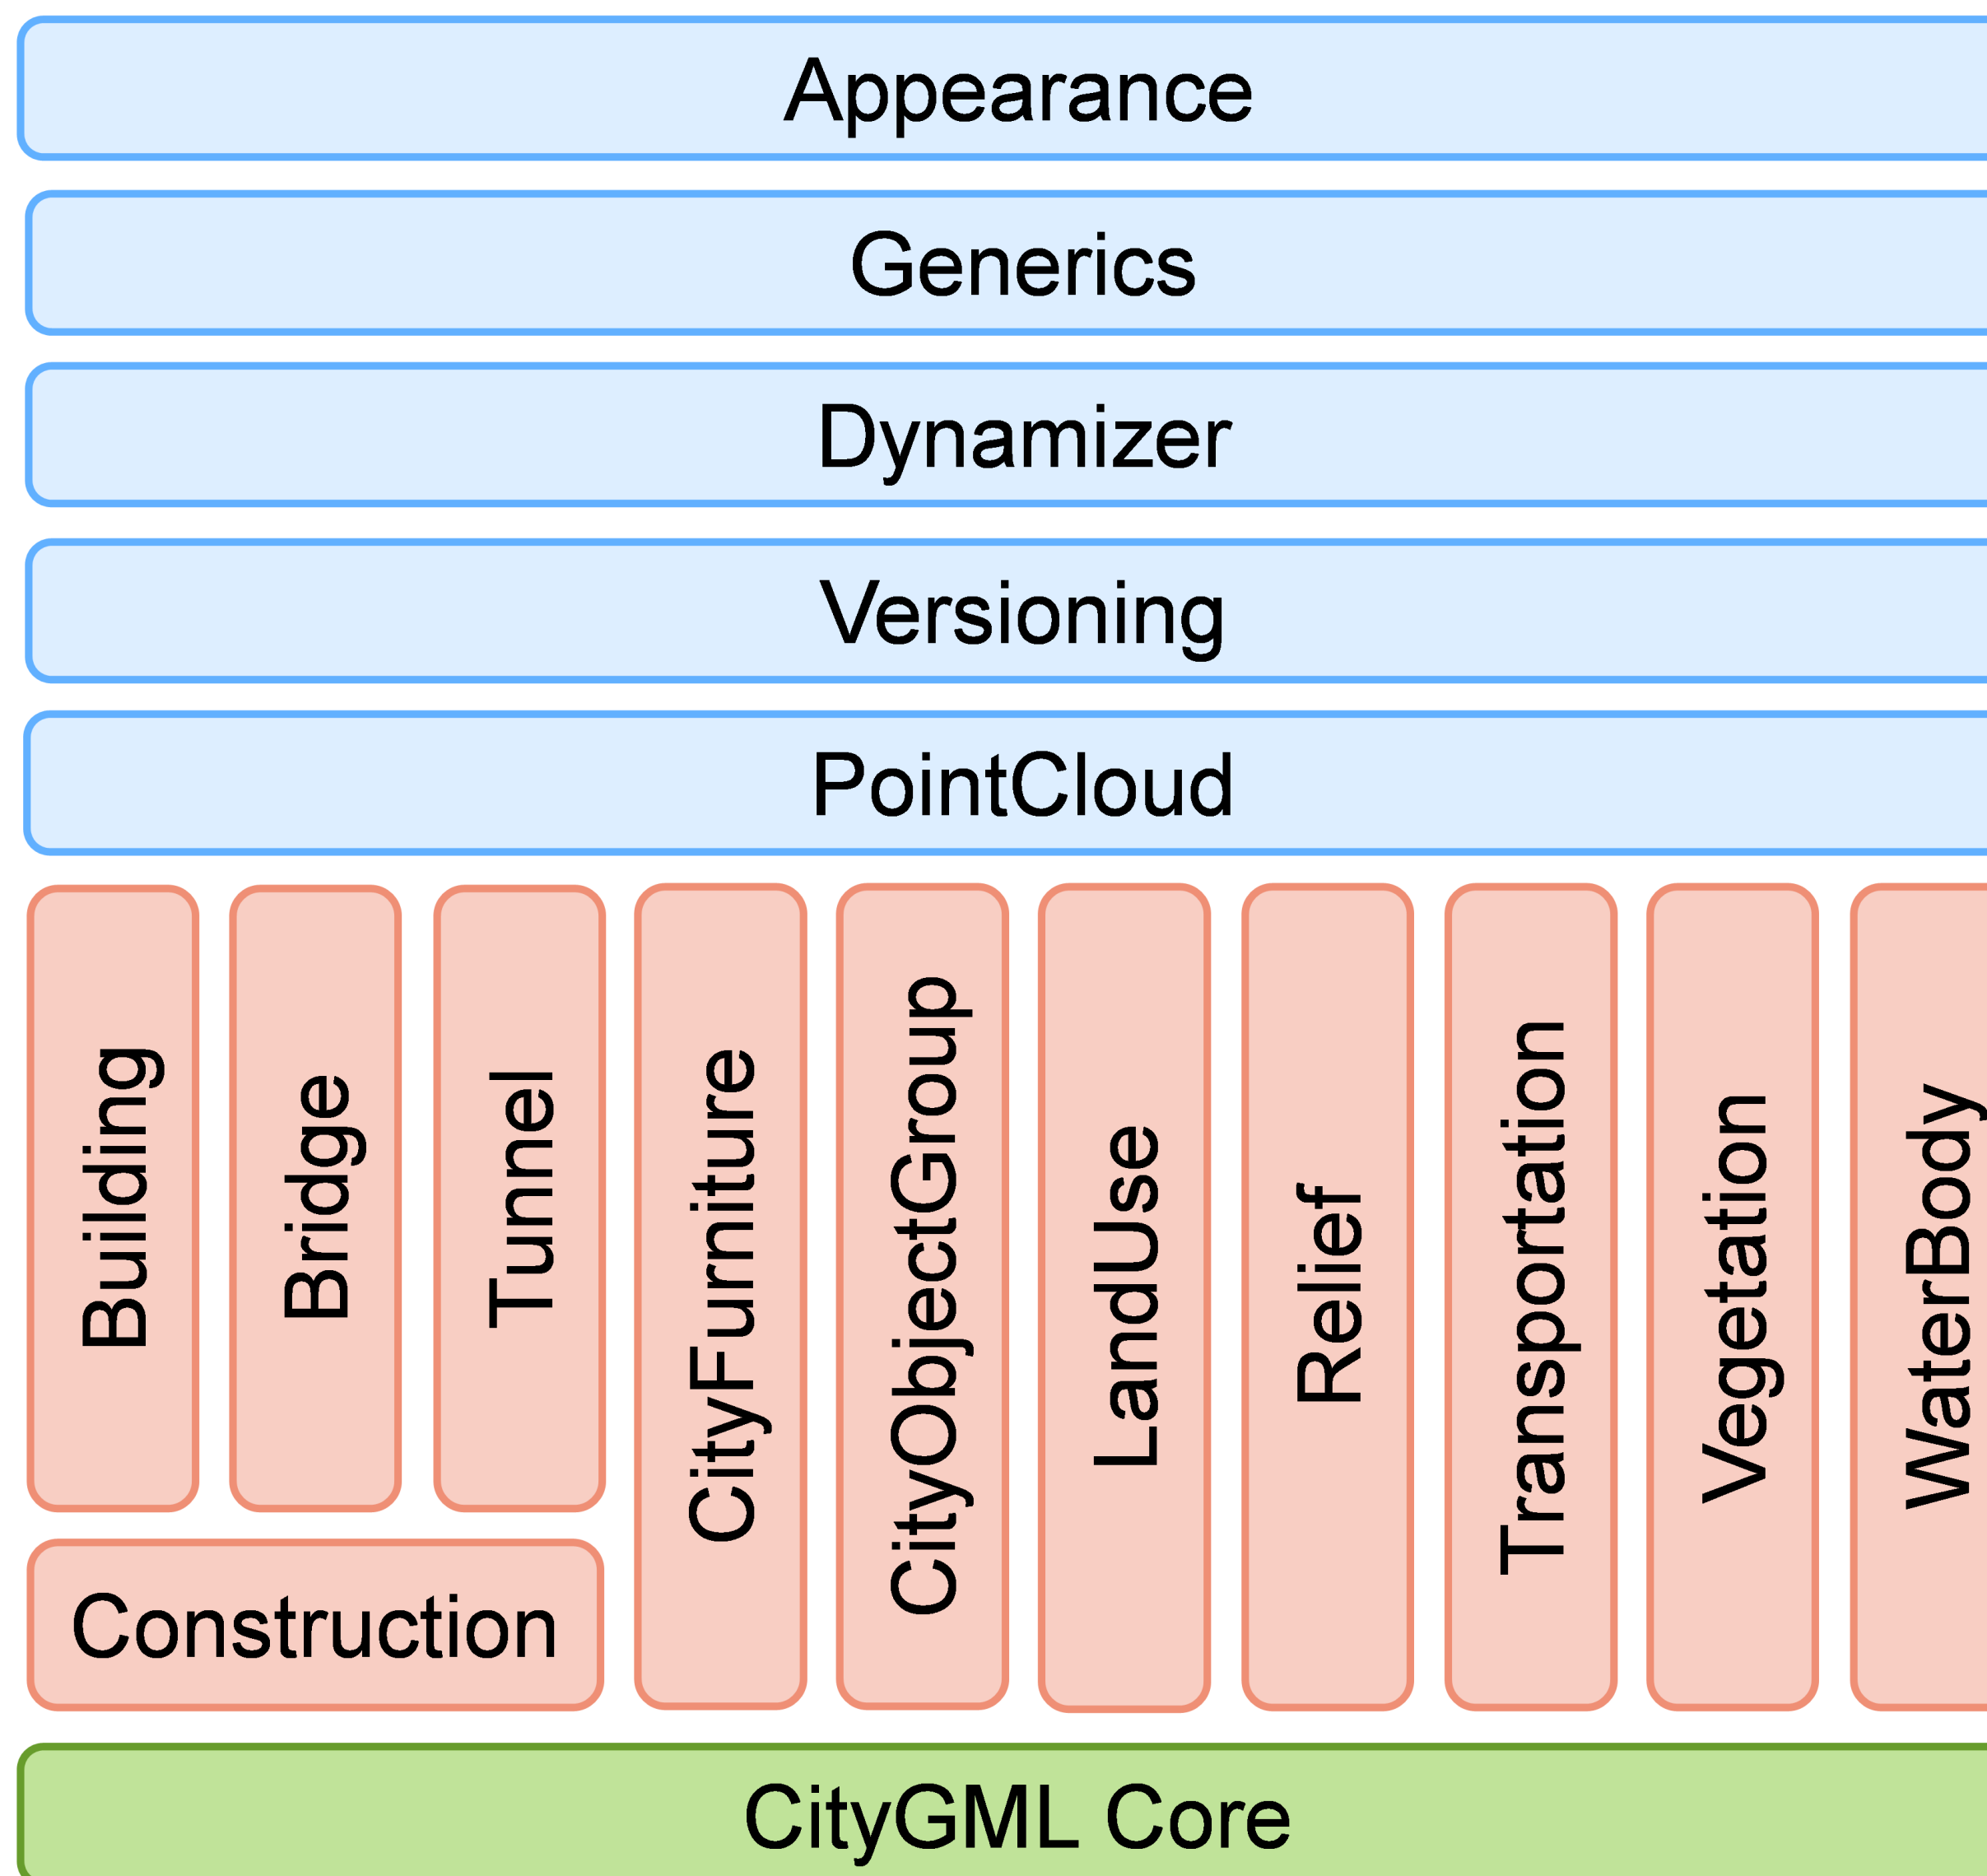 Appearance
Generics
Dynamizer
Versioning
PointCloud
Building
Bridge
Tunnel
CityFurniture
CityObjectGroup
LandUse
Relief
Transportation
Vegetation
WaterBody
Construction
CityGML Core